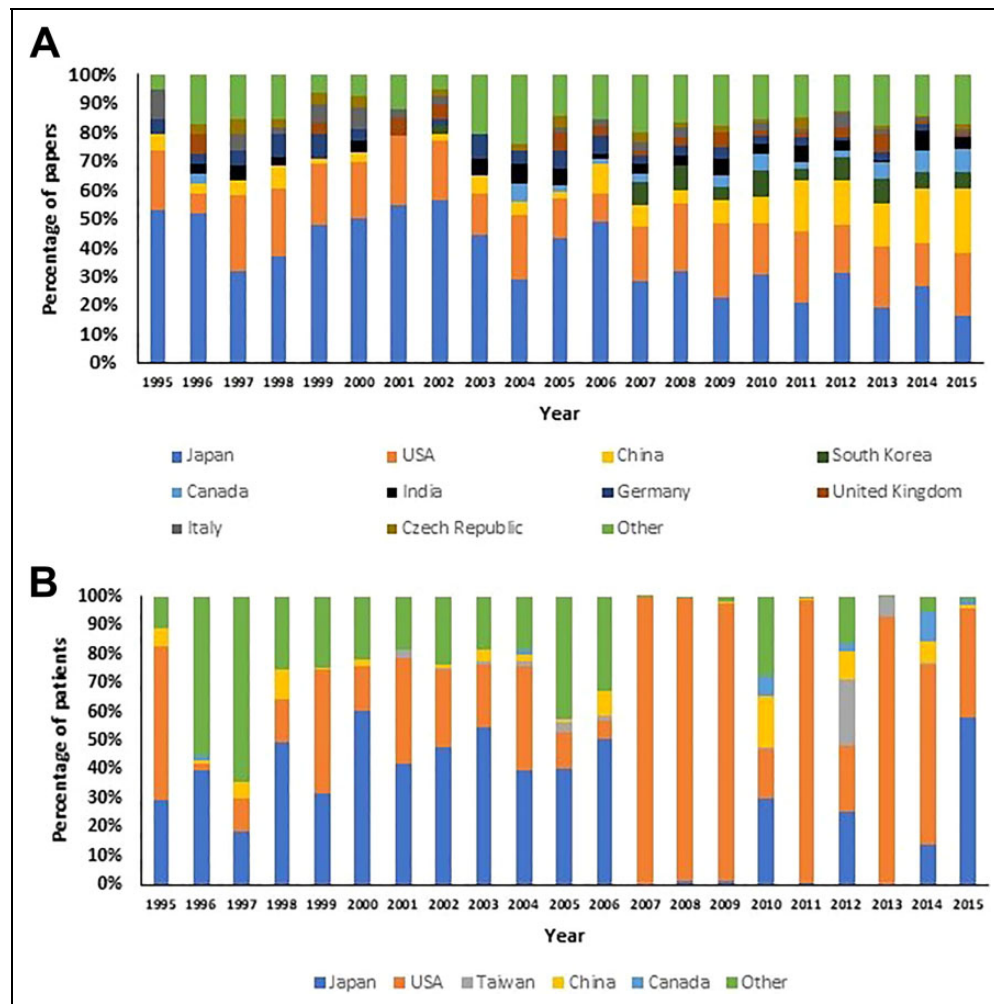 A
100%
90%
80%
70%
60%
50%
40%
30%
20%
10%
0%
Percentage of papers
1995 1996 1997 1998 1999 2000 2001 2002 2003 2004 2005 2006 2007 2008 2009 2010 2011 2012 2013 2014 2015
Year
Japan USA China South Korea
Canada India Germany United Kingdom
Italy Czech Republic Other
B
100%
90%
80%
70%
60%
50%
40%
30%
20%
10%
0%
Percentage of patients
1995 1996 1997 1998 1999 2000 2001 2002 2003 2004 2005 2006 2007 2008 2009 2010 2011 2012 2013 2014 2015
Year
Japan USA Taiwan China Canada Other